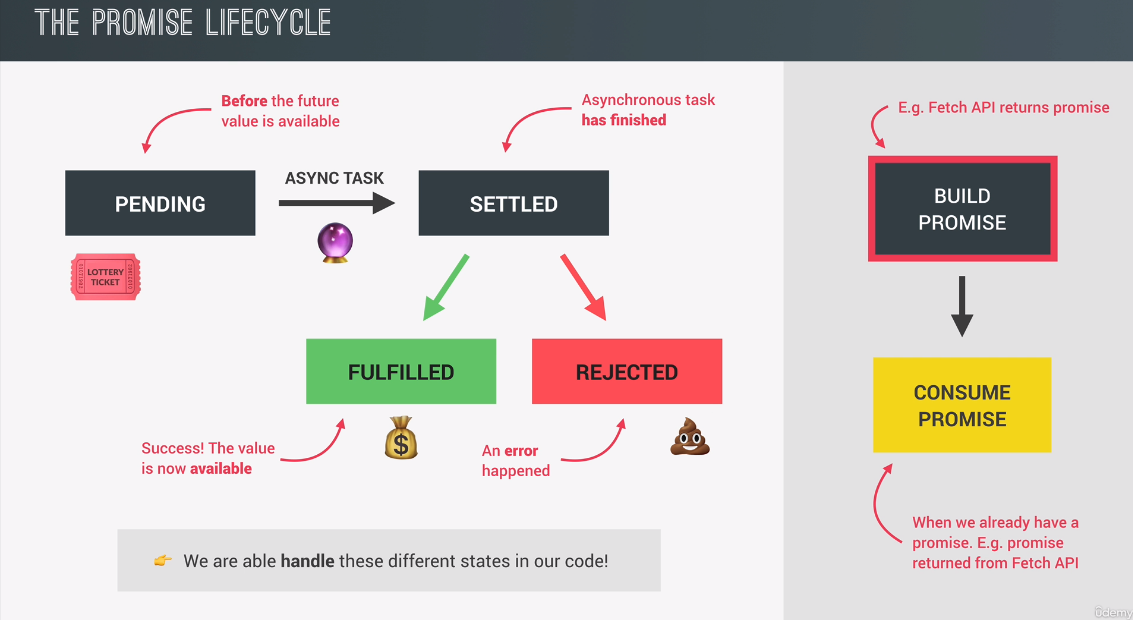 THE PROMISE LIFECYCLE
Before the future
value is available
Asynchronous task
has finished
PENDING
ASYNC TASK
SETTLED
LOTTERY
TICKET
FULFILLED
REJECTED
$
Success! The value
is now available
An error
happened
👉 We are able handle these different states in our code!
E.g. Fetch API returns promise
BUILD
PROMISE
CONSUME
PROMISE
When we already have a
promise. E.g. promise
returned from Fetch API
ûdemy